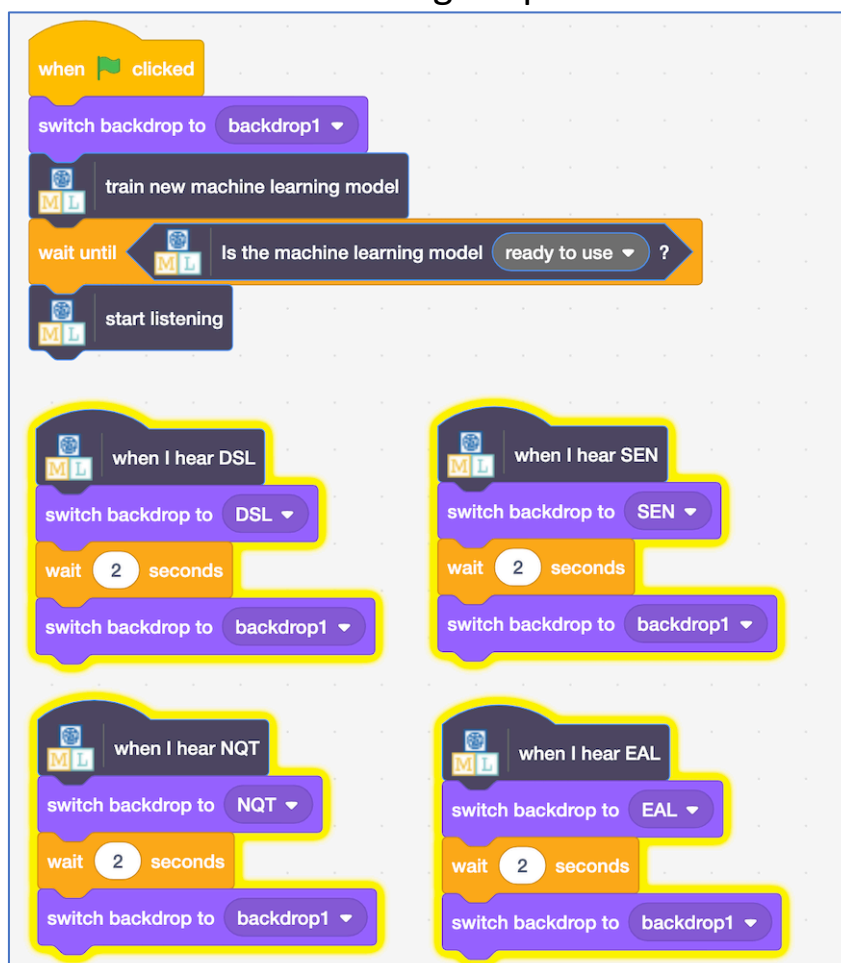 when clicked
switch backdrop to backdrop1
M L train new machine learning model
wait until M L Is the machine learning model ready to use ?
M L start listening
M L when I hear DSL
switch backdrop to DSL
wait 2 seconds
switch backdrop to backdrop1
M L when I hear SEN
switch backdrop to SEN
wait 2 seconds
switch backdrop to backdrop1
M L when I hear NQT
switch backdrop to NQT
wait 2 seconds
switch backdrop to backdrop1
M L when I hear EAL
switch backdrop to EAL
wait 2 seconds
switch backdrop to backdrop1